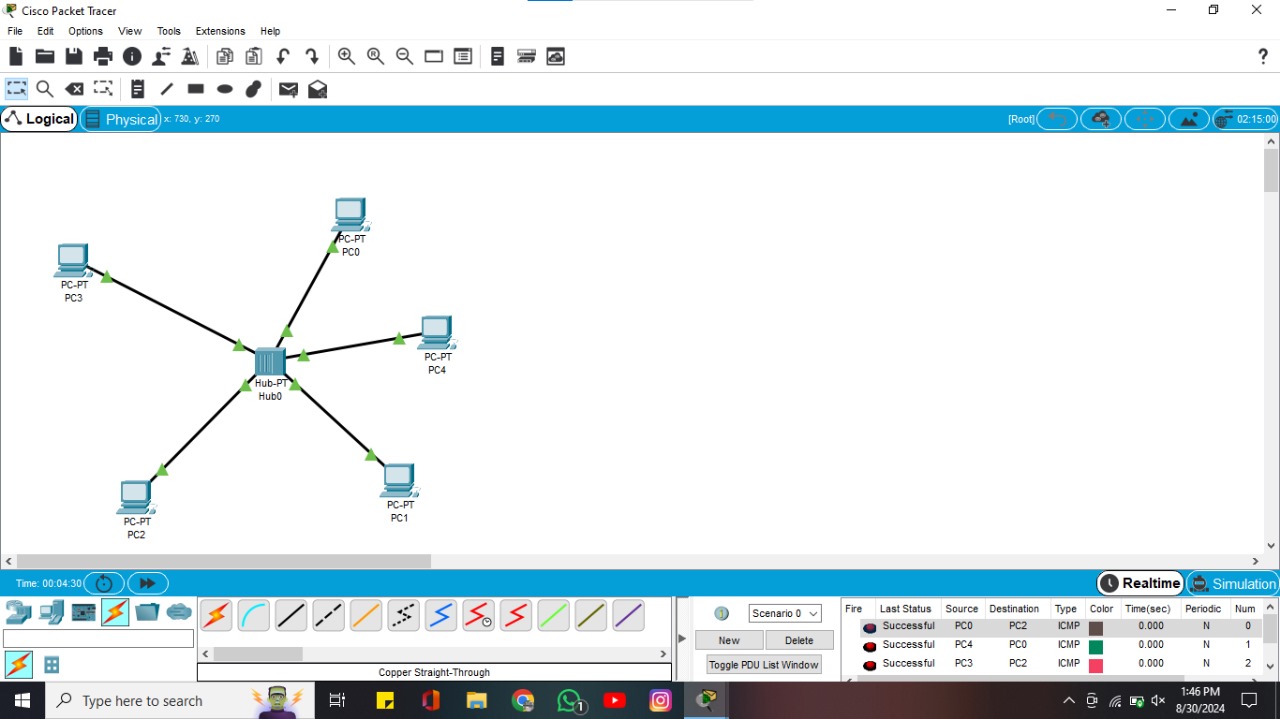 Cisco Packet Tracer
File Edit Options View Tools Extensions Help
?
Logical Physical x: 730, y: 270 [Root] 02:15:00
PC-PT
PC0
PC-PT
PC3
PC-PT
PC4
Hub-PT
Hub0
PC-PT
PC1
PC-PT
PC2
Time: 00:04:30 Realtime Simulation
Scenario 0
New Delete
Toggle PDU List Window
Fire Last Status Source Destination Type Color Time(sec) Periodic Num
Successful PC0 PC2 ICMP 0.000 N 0
Successful PC4 PC0 ICMP 0.000 N 1
Successful PC3 PC2 ICMP 0.000 N 2
Copper Straight-Through
Type here to search
1
1:46 PM
8/30/2024